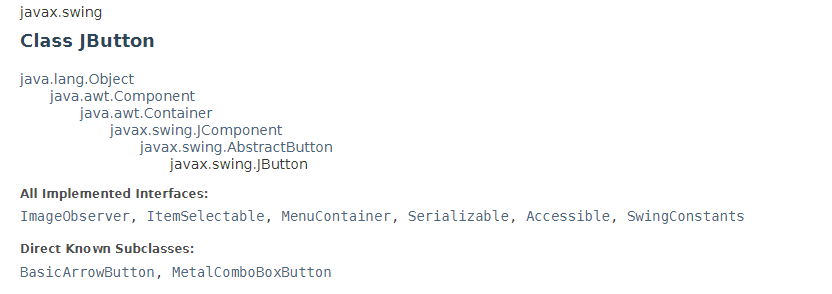 javax.swing
Class JButton
java.lang.Object
java.awt.Component
java.awt.Container
javax.swing.JComponent
javax.swing.AbstractButton
javax.swing.JButton
All Implemented Interfaces:
ImageObserver, ItemSelectable, MenuContainer, Serializable, Accessible, SwingConstants
Direct Known Subclasses:
BasicArrowButton, MetalComboBoxButton